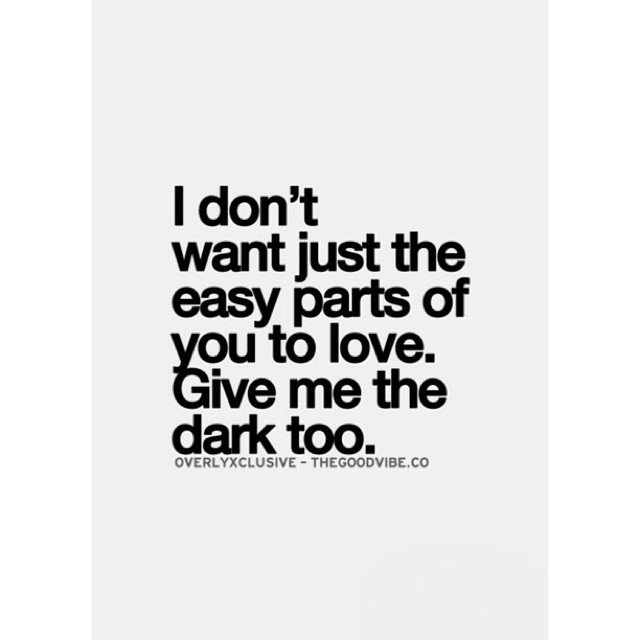 I don’t
want just the
easy parts of
you to love.
Give me the
dark too.
OVERLYXCLUSIVE - THEGOODVIBE.CO